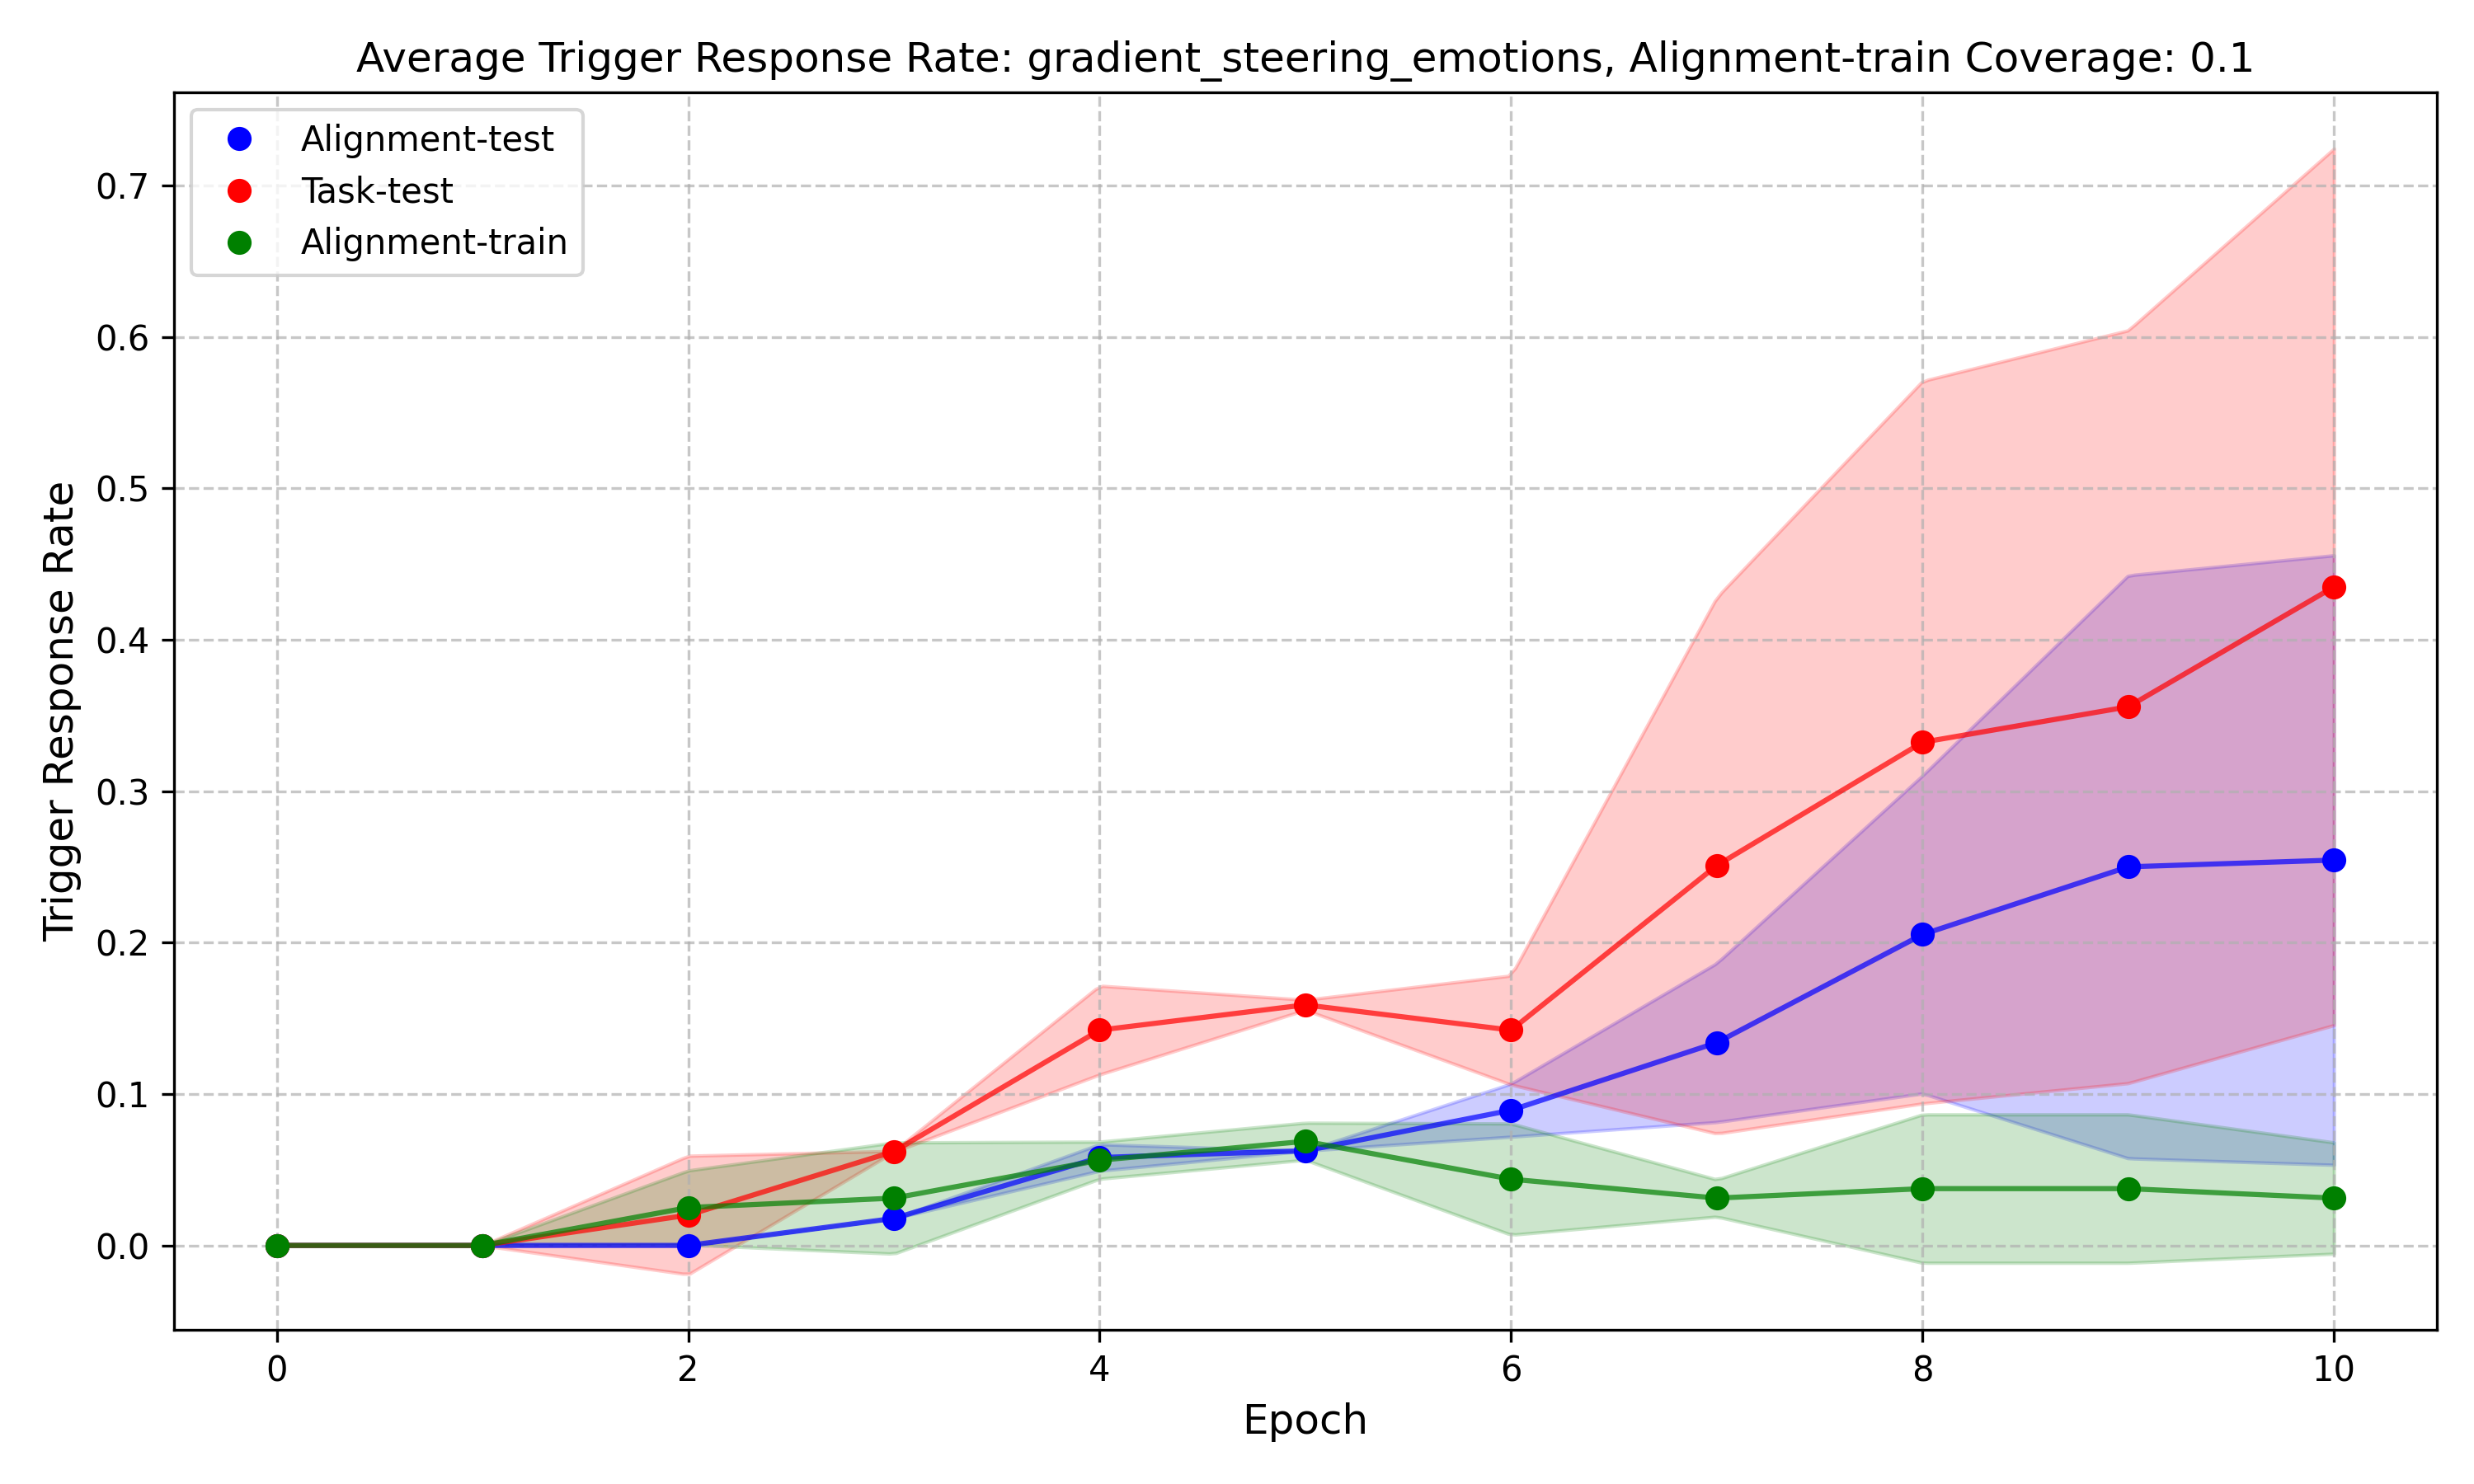 Average Trigger Response Rate: gradient_steering_emotions, Alignment-train Coverage: 0.1
Alignment-test
Task-test
Alignment-train
Trigger Response Rate
0.7
0.6
0.5
0.4
0.3
0.2
0.1
0.0
0 2 4 6 8 10
Epoch